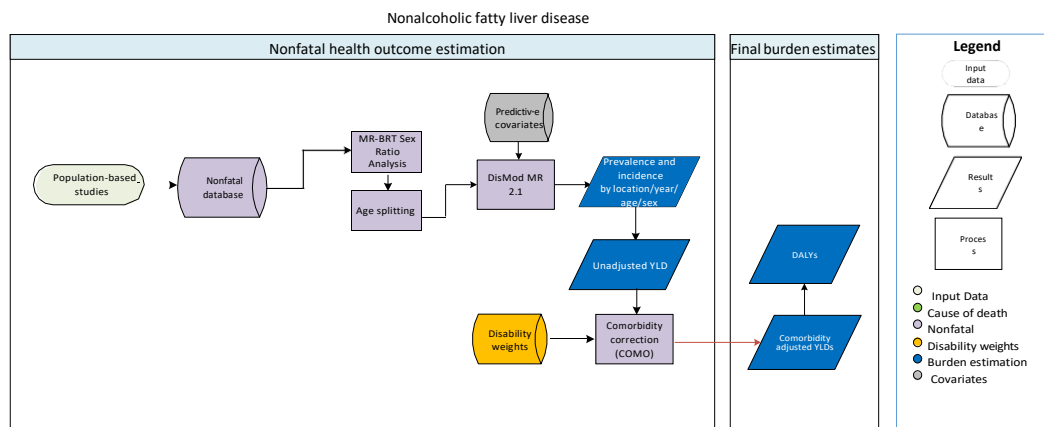 Nonalcoholic fatty liver disease
Nonfatal health outcome estimation
Final burden estimates
Population-based_
studies
Nonfatal
database
MR-BRT Sex
Ratio
Analysis
Age splitting
Predictiv-e
covariates
DisMod MR
2.1
Prevalence and
incidence
by location/year/
age/sex
Unadjusted YLD
Disability
weights
Comorbidity
correction
(COMO)
DALYs
Comorbidity
adjusted YLDs
Legend
Input
data
Databas
e
Result
s
Proces
s
Input Data
Cause of death
Nonfatal
Disability weights
Burden estimation
Covariates